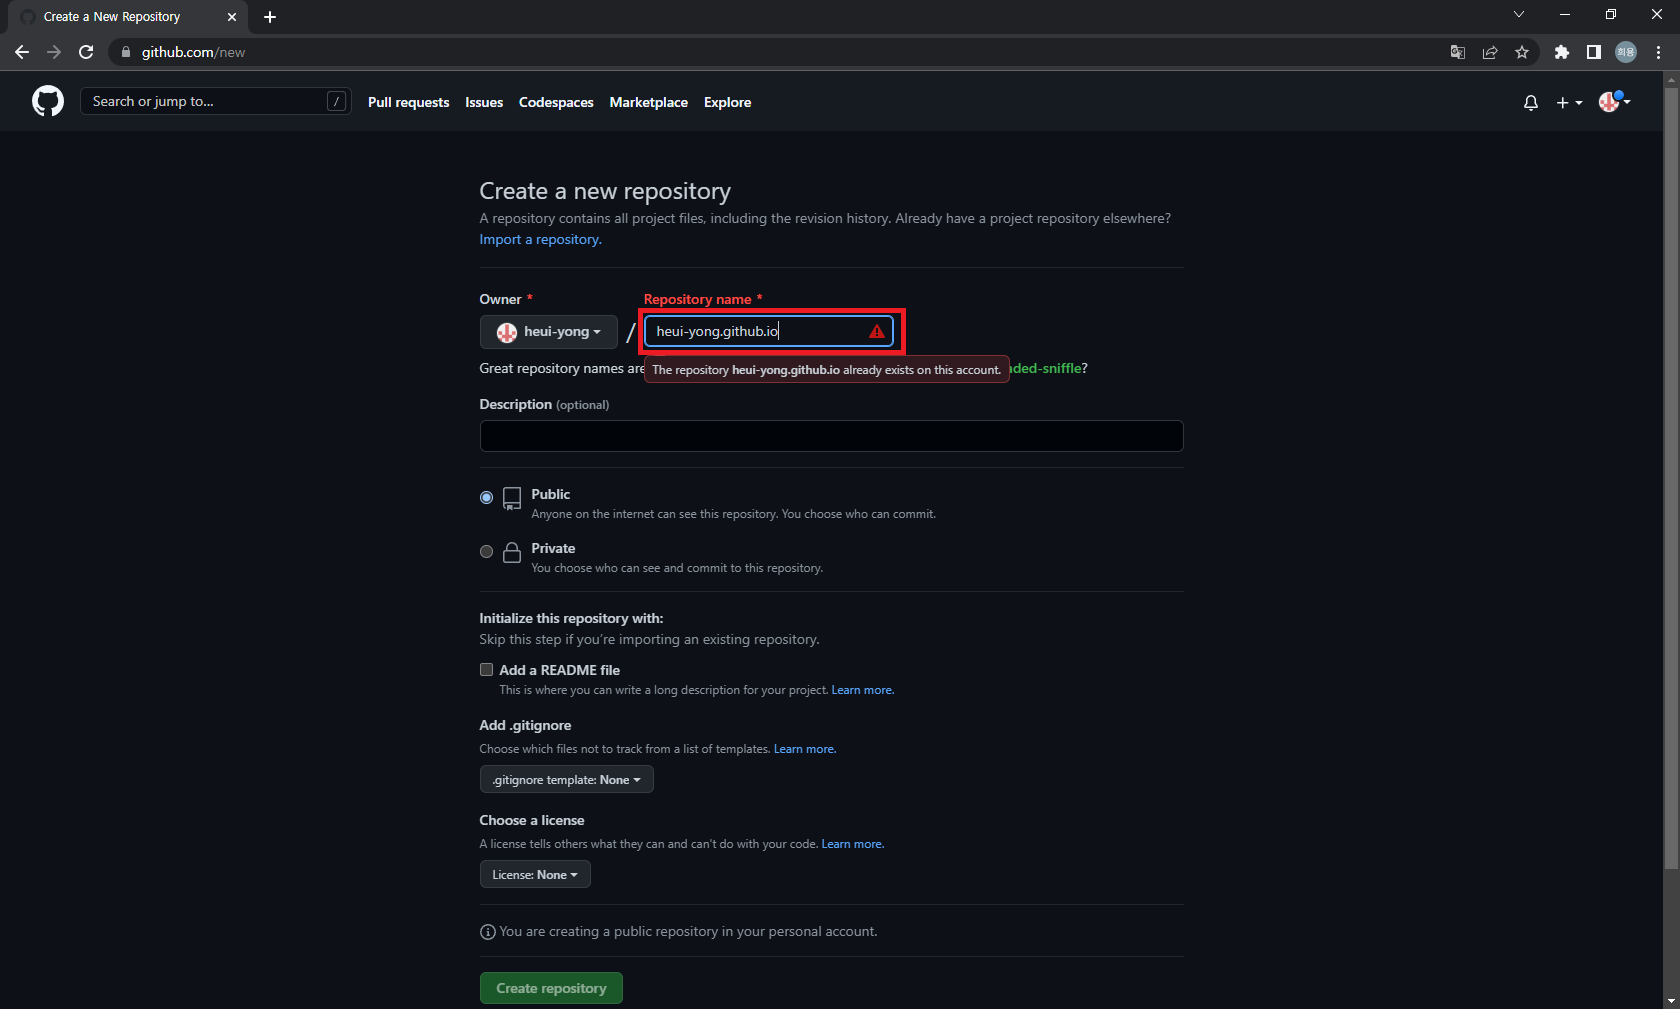 Create a New Repository
github.com/new
희용
Search or jump to...
/
Pull requests
Issues
Codespaces
Marketplace
Explore
Create a new repository
A repository contains all project files, including the revision history. Already have a project repository elsewhere?
Import a repository.
Owner *
Repository name *
heui-yong
/
heui-yong.github.io
Great repository names are
The repository heui-yong.github.io already exists on this account.
ded-sniffle?
Description (optional)
Public
Anyone on the internet can see this repository. You choose who can commit.
Private
You choose who can see and commit to this repository.
Initialize this repository with:
Skip this step if you're importing an existing repository.
Add a README file
This is where you can write a long description for your project. Learn more.
Add .gitignore
Choose which files not to track from a list of templates. Learn more.
.gitignore template: None
Choose a license
A license tells others what they can and can't do with your code. Learn more.
License: None
You are creating a public repository in your personal account.
Create repository